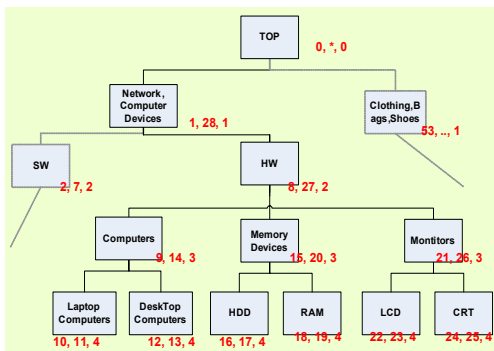 TOP
0, *, 0
Network,
Computer
Devices
1, 28, 1
Clothing,B
ags,Shoes
53, .., 1
SW
2, 7, 2
HW
8, 27, 2
Computers
9, 14, 3
Memory
Devices
15, 20, 3
Montitors
21, 26, 3
Laptop
Computers
10, 11, 4
DeskTop
Computers
12, 13, 4
HDD
16, 17, 4
RAM
18, 19, 4
LCD
22, 23, 4
CRT
24, 25, 4